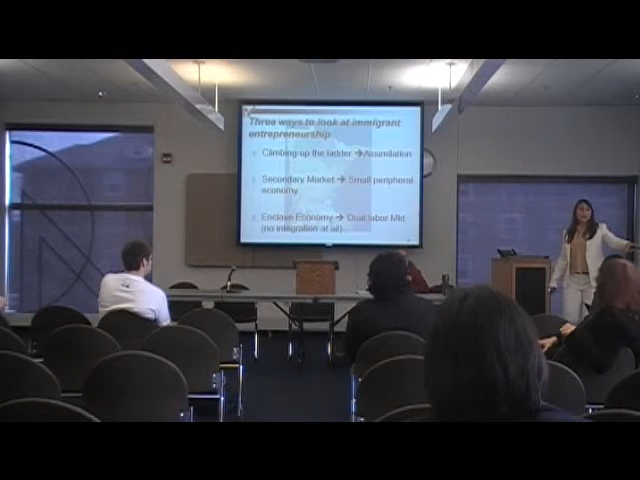 Three ways to look at immigrant
entrepreneurship
Climbing up the ladder ➔Assimilation
Secondary Market ➔ Small peripheral
economy
Enclave Economy ➔ Dual labor Mkt
(no integration at all)